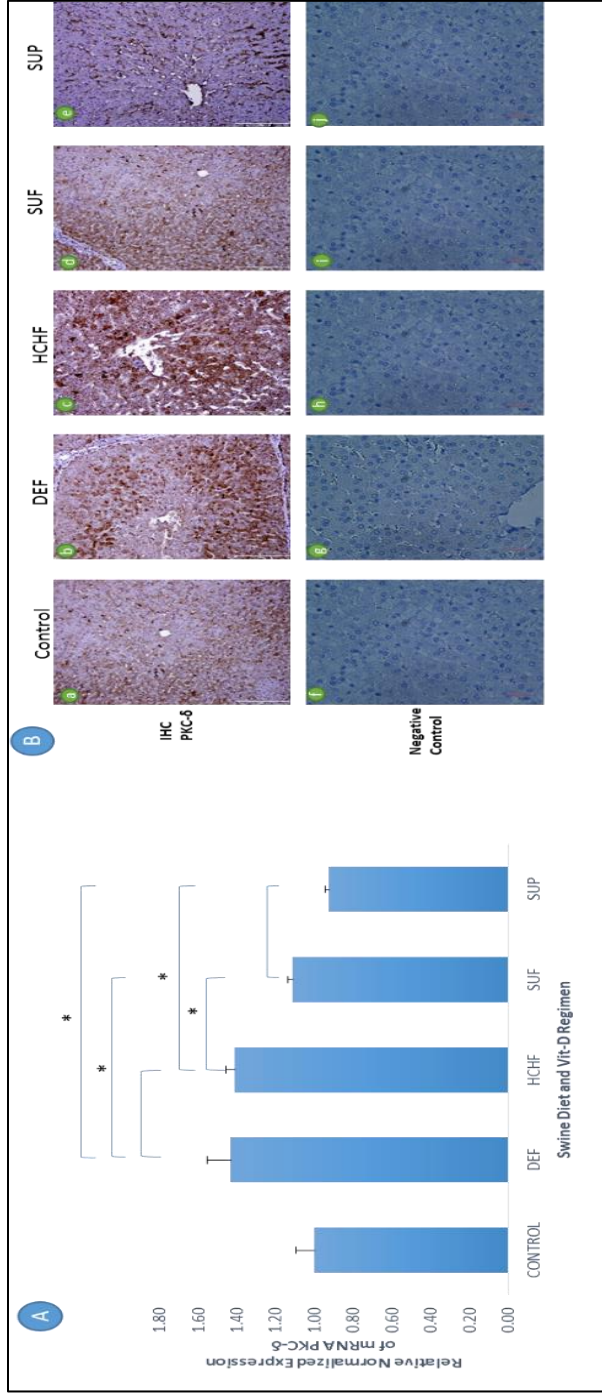 A
Relative Normalized Expression
of mRNA PKC-δ
1.80
1.60
1.40
1.20
1.00
0.80
0.60
0.40
0.20
0.00
*
*
*
*
CONTROL DEF HCHF SUF SUP
Swine Diet and Vit-D Regimen
B
Control DEF HCHF SUF SUP
IHC
PKC-δ
a b c d e
Negative
Control
f g h i j